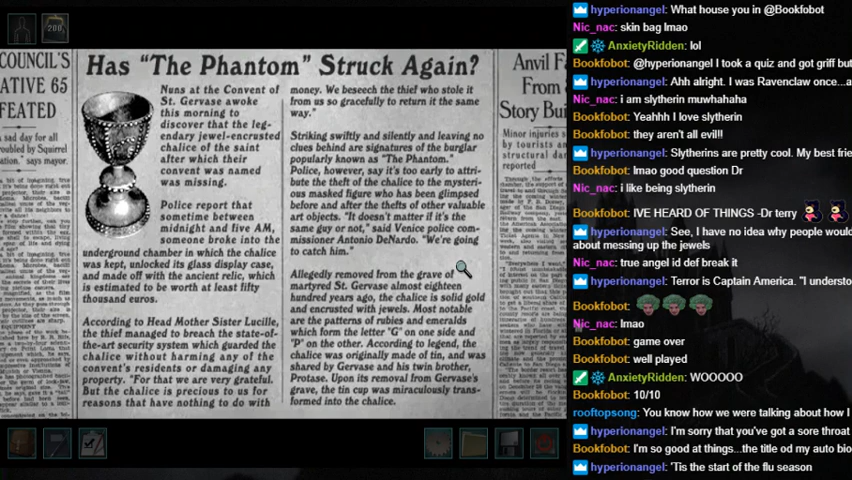 200
COUNCIL'S
ATIVE 65
FEATED
sad day for all
roubled by Squirrel
ation." says mayor.
Has "The Phantom" Struck Again?
Nuns at the Convent of
St. Gervase awoke
this morning to
discover that the leg-
endary jewel-encrusted
chalice of the saint
after which their
convent was named
was missing.
Police report that
sometime between
midnight and five AM,
someone broke into the
underground chamber in which the chalice
was kept, unlocked its glass display case,
and made off with the ancient relic, which
is estimated to be worth at least fifty
thousand euros.
According to Head Mother Sister Lucille,
the thief managed to breach the state-of-
the-art security system which guarded the
chalice without harming any of the
convent's residents or damaging any
property. "For that we are very grateful.
But the chalice is precious to us for
reasons that have nothing to do with
money. We beseech the thief who stole it
from us so gracefully to return it the same
way."
Striking swiftly and silently and leaving no
clues behind are signatures of the burglar
popularly known as "The Phantom."
Police, however, say it's too early to attri-
bute the theft of the chalice to the mysteri-
ous masked figure who has been glimpsed
before and after the thefts of other valuable
art objects. "It doesn't matter if it's the
same guy or not," said Venice police com-
missioner Antonio DeNardo. "We're going
to catch him."
Allegedly removed from the grave of
martyred St. Gervase almost eighteen
hundred years ago, the chalice is solid gold
and encrusted with jewels. Most notable
are the patterns of rubies and emeralds
which form the letter "G" on one side and
"P" on the other. According to legend, the
chalice was originally made of tin, and was
shared by Gervase and his twin brother,
Protase. Upon its removal from Gervase's
grave, the tin cup was miraculously trans-
formed into the chalice.
Anvil F
From
Story Bui
Minor injuries s
by tourists a
structural da
reported
hyperionangel: What house you in @Bookfobot
Nic_nac: skin bag lmao
AnxietyRidden: lol
Bookfobot: @hyperionangel I took a quiz and got griff but
hyperionangel: Ahh alright. I was Ravenclaw once...a
Nic_nac: i am slytherin muwhahaha
Bookfobot: Yeahhh I love slytherin
Bookfobot: they aren't all evil!!
hyperionangel: Slytherins are pretty cool. My best frie
Bookfobot: lmao good question Dr
Nic_nac: i like being slytherin
Bookfobot: IVE HEARD OF THINGS -Dr terry
hyperionangel: See, I have no idea why people would
about messing up the jewels
Nic_nac: true angel id def break it
hyperionangel: Terror is Captain America. "I understo
Bookfobot:
Nic_nac: lmao
Bookfobot: game over
Bookfobot: well played
AnxietyRidden: WOOOOO
Bookfobot: 10/10
rooftopsong: You know how we were talking about how I
hyperionangel: I'm sorry that you've got a sore throat
Bookfobot: I'm so good at things...the title od my auto bio
hyperionangel: 'Tis the start of the flu season